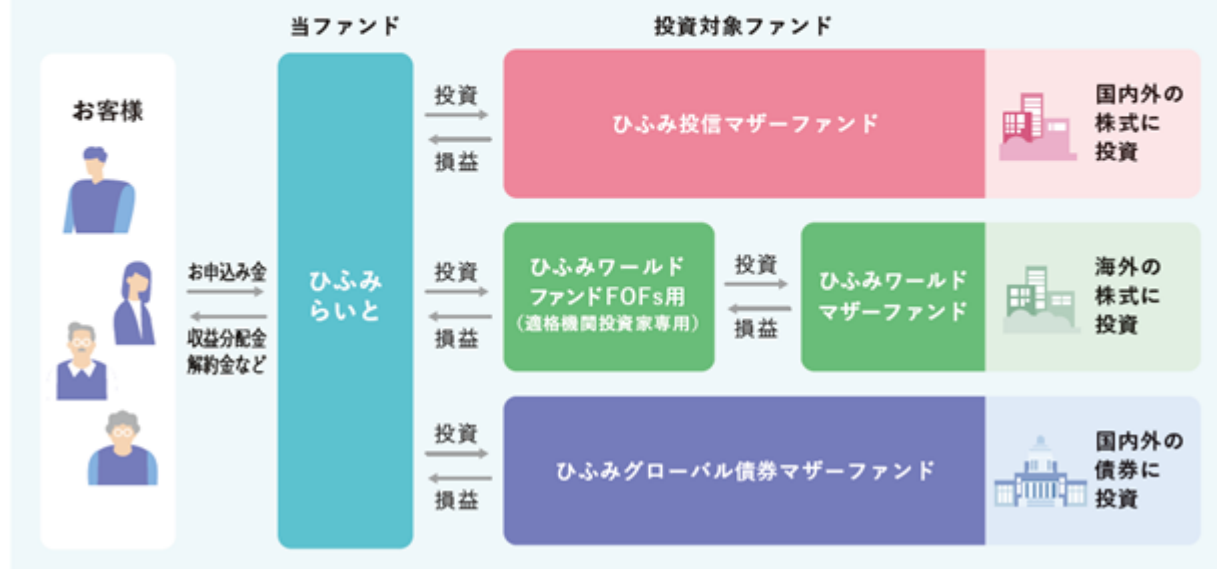 当ファンド
投資対象ファンド
お客様
お申込み金
収益分配金
解約金など
ひふみ
らいと
投資
損益
ひふみ投信マザーファンド
国内外の
株式に
投資
投資
損益
ひふみワールド
ファンドFOFs用
(適格機関投資家専用)
投資
損益
ひふみワールド
マザーファンド
海外の
株式に
投資
投資
損益
ひふみグローバル債券マザーファンド
国内外の
債券に
投資